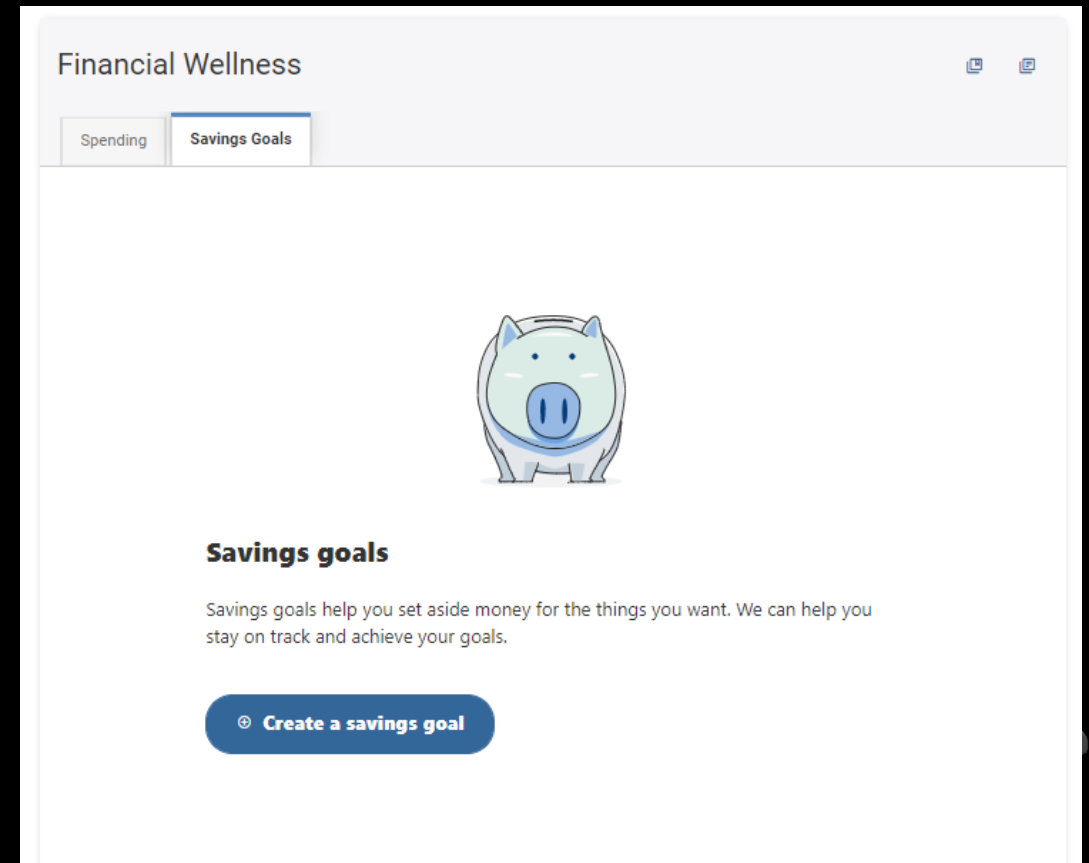 Financial Wellness
Spending
Savings Goals
Savings goals
Savings goals help you set aside money for the things you want. We can help you
stay on track and achieve your goals.
Create a savings goal